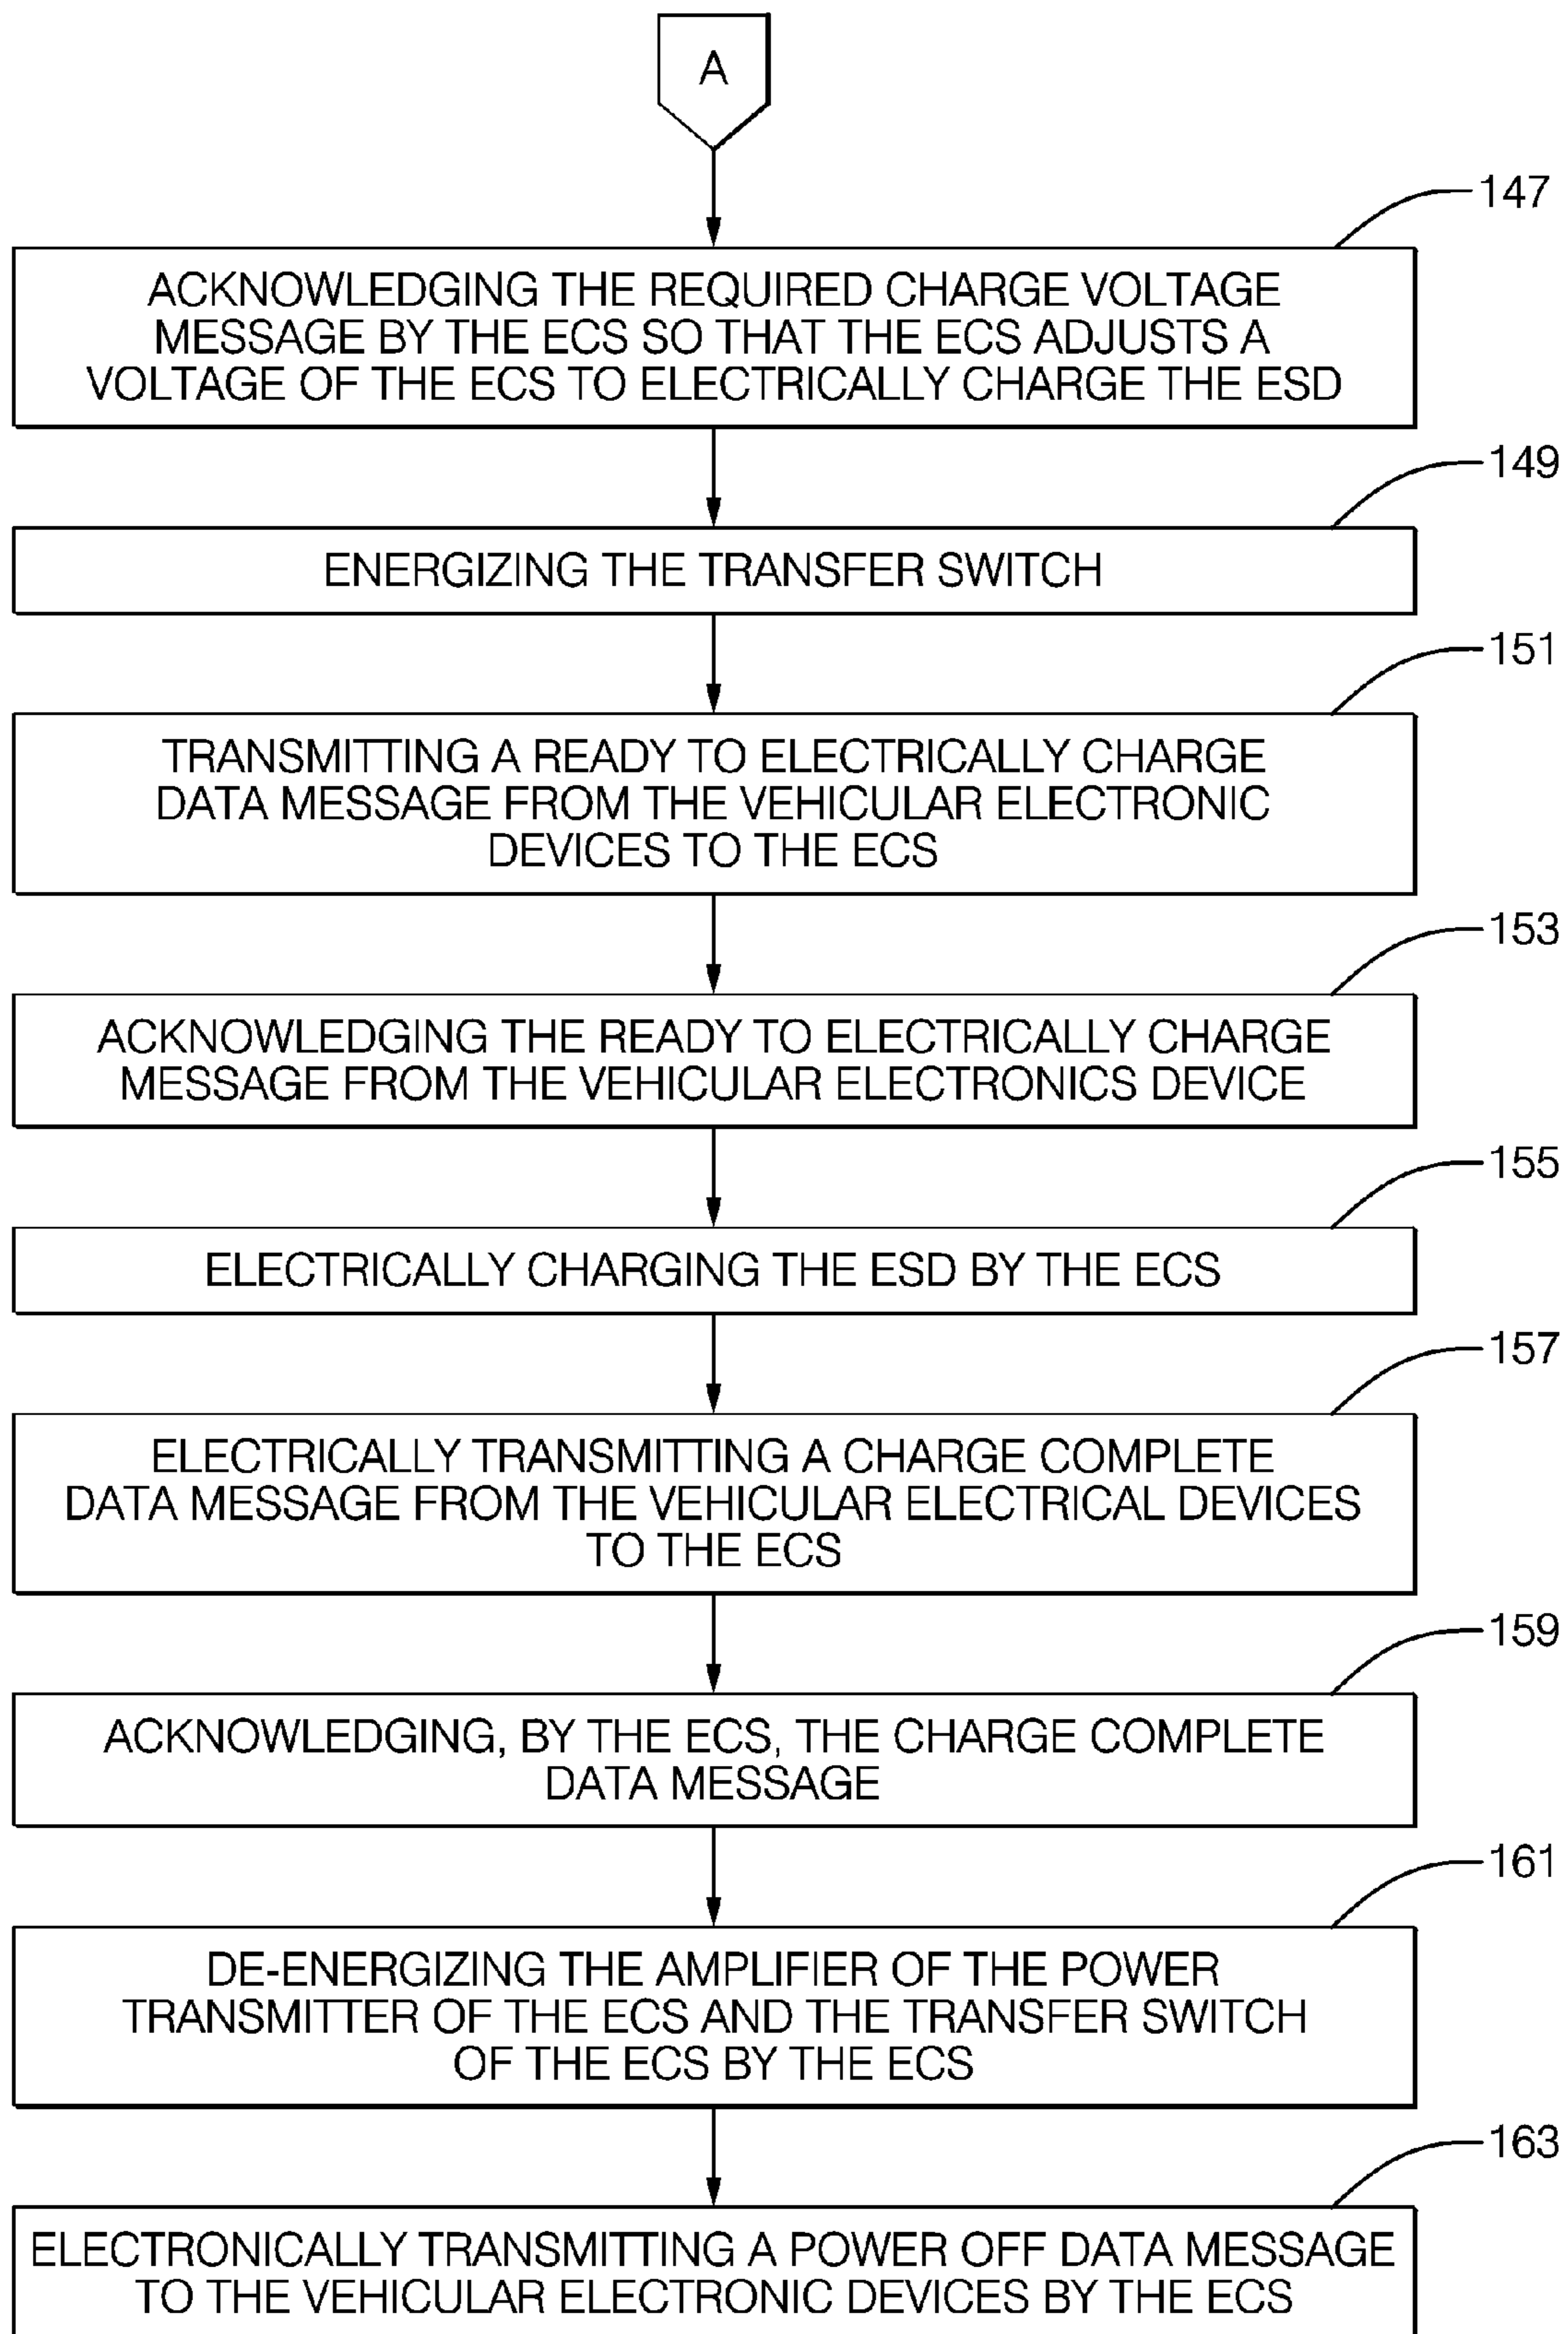 A
147
ACKNOWLEDGING THE REQUIRED CHARGE VOLTAGE
MESSAGE BY THE ECS SO THAT THE ECS ADJUSTS A
VOLTAGE OF THE ECS TO ELECTRICALLY CHARGE THE ESD
149
ENERGIZING THE TRANSFER SWITCH
151
TRANSMITTING A READY TO ELECTRICALLY CHARGE
DATA MESSAGE FROM THE VEHICULAR ELECTRONIC
DEVICES TO THE ECS
153
ACKNOWLEDGING THE READY TO ELECTRICALLY CHARGE
MESSAGE FROM THE VEHICULAR ELECTRONICS DEVICE
155
ELECTRICALLY CHARGING THE ESD BY THE ECS
157
ELECTRICALLY TRANSMITTING A CHARGE COMPLETE
DATA MESSAGE FROM THE VEHICULAR ELECTRICAL DEVICES
TO THE ECS
159
ACKNOWLEDGING, BY THE ECS, THE CHARGE COMPLETE
DATA MESSAGE
161
DE-ENERGIZING THE AMPLIFIER OF THE POWER
TRANSMITTER OF THE ECS AND THE TRANSFER SWITCH
OF THE ECS BY THE ECS
163
ELECTRONICALLY TRANSMITTING A POWER OFF DATA MESSAGE
TO THE VEHICULAR ELECTRONIC DEVICES BY THE ECS